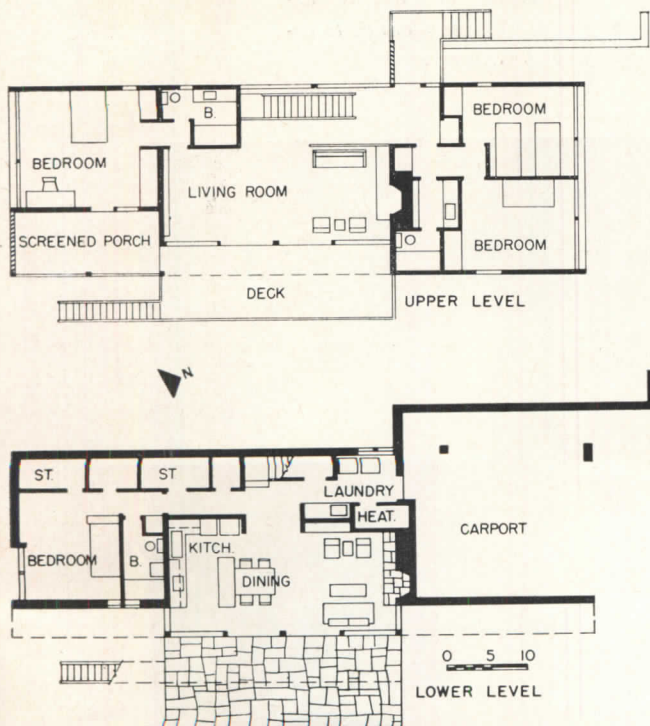 BEDROOM
B.
BEDROOM
LIVING ROOM
SCREENED PORCH
BEDROOM
DECK
UPPER LEVEL
N
ST.
ST.
LAUNDRY
HEAT.
BEDROOM
B.
KITCH.
CARPORT
DINING
0 5 10
LOWER LEVEL